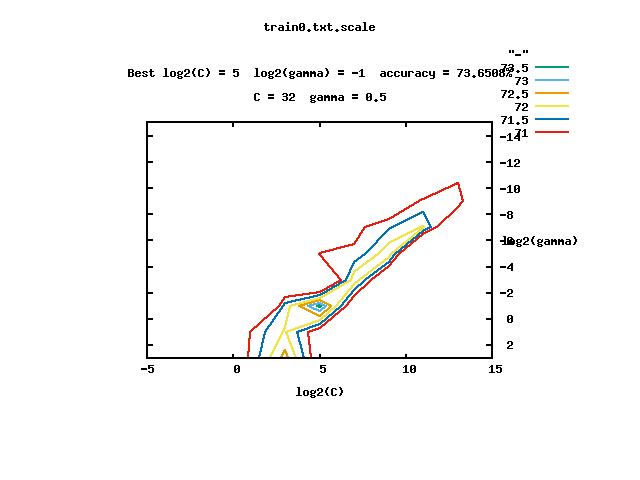 train0.txt.scale
"-"
Best log2(C) = 5  log2(gamma) = -1  accuracy = 73.6508%
73.5
73
C = 32  gamma = 0.5
72.5
72
71.5
71
-14
-12
-10
-8
-6
log2(gamma)
-4
-2
0
2
-5 0 5 10 15
log2(C)